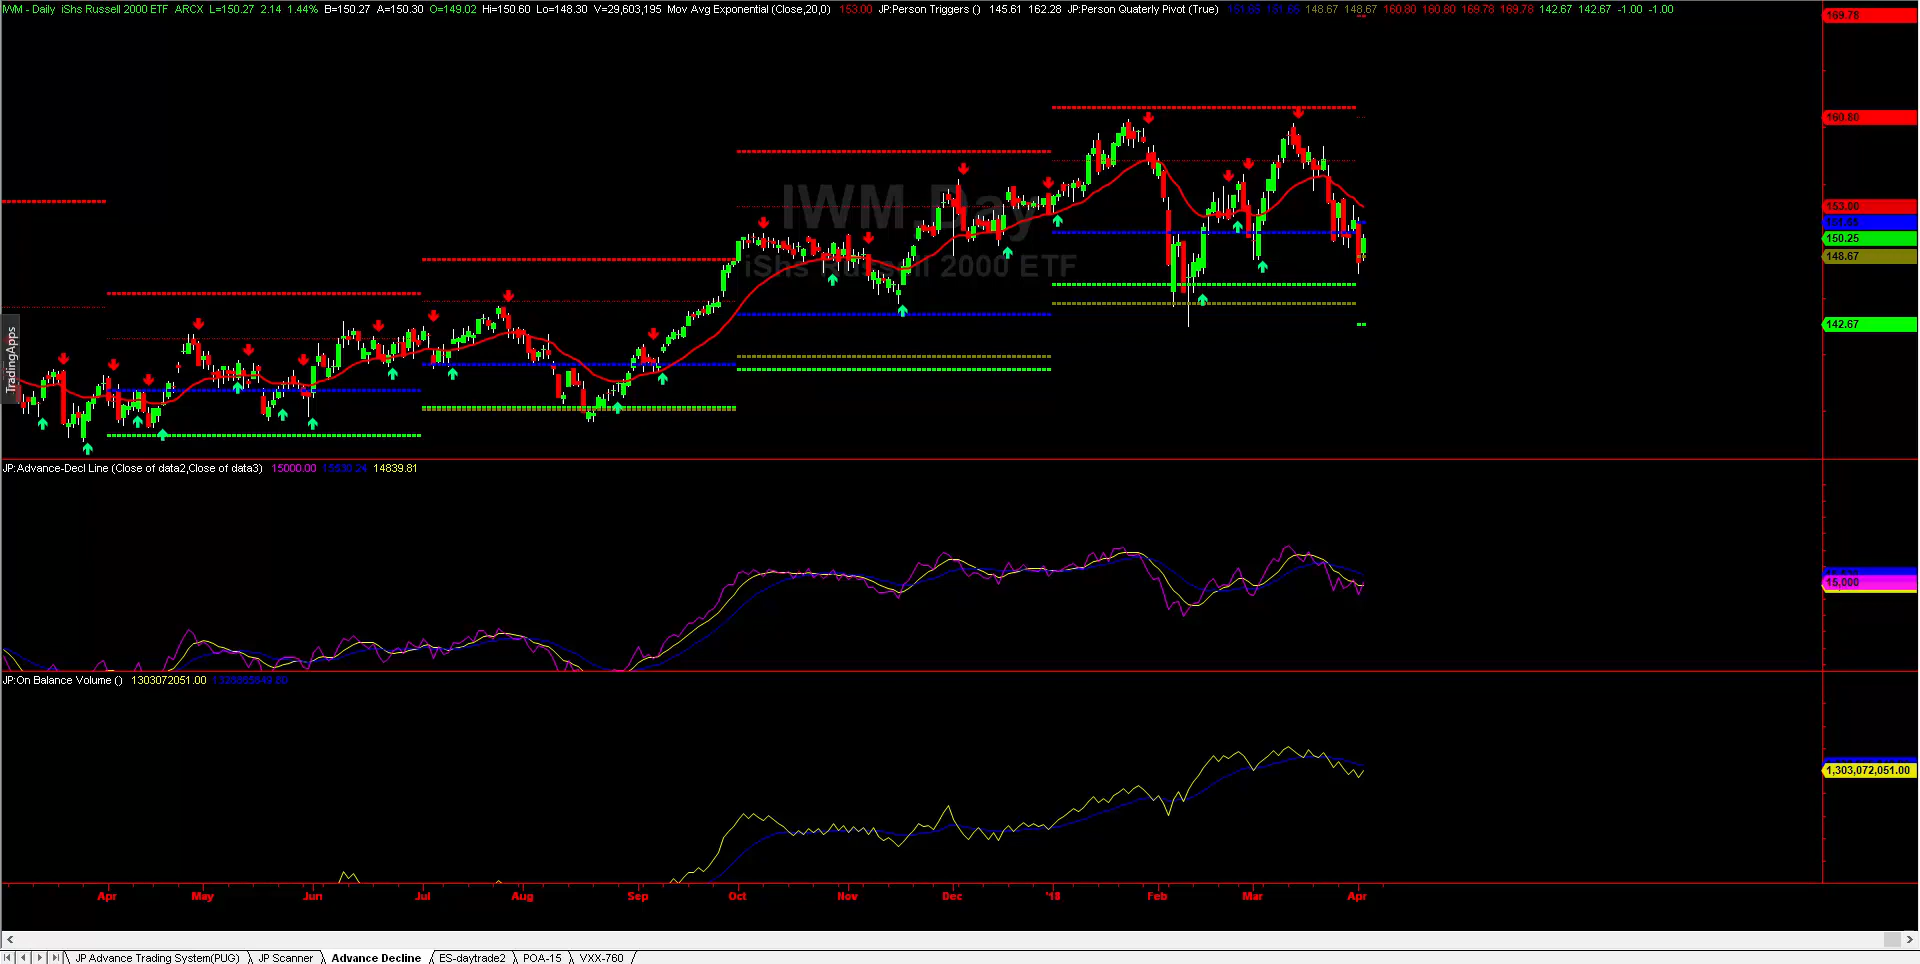 IWM - Daily iShs Russell 2000 ETF ARCX L=150.27 2.14 1.44% B=150.27 A=150.30 O=149.02 Hi=150.60 Lo=148.30 V=29,603,195 Mov Avg Exponential (Close,20,0) 153.00 JP:Person Triggers () 145.61 162.28 JP:Person Quaterly Pivot (True) 151.65 151.65 148.67 148.67 160.80 160.80 169.78 169.78 142.67 142.67 -1.00 -1.00
169.78
160.80
IWM,Day
153.00
150.25
iShs Russell 2000 ETF
148.67
142.67
TradingApps
JP:Advance-Decl Line (Close of data2,Close of data3) 15000.00 14839.81
15,000
JP:On Balance Volume () 1303072051.00
1,303,072,051.00
Apr May Jun Jul Aug Sep Oct Nov Dec '18 Feb Mar Apr
JP Advance Trading System(PUG) JP Scanner Advance Decline ES-daytrade2 POA-15 VXX-760